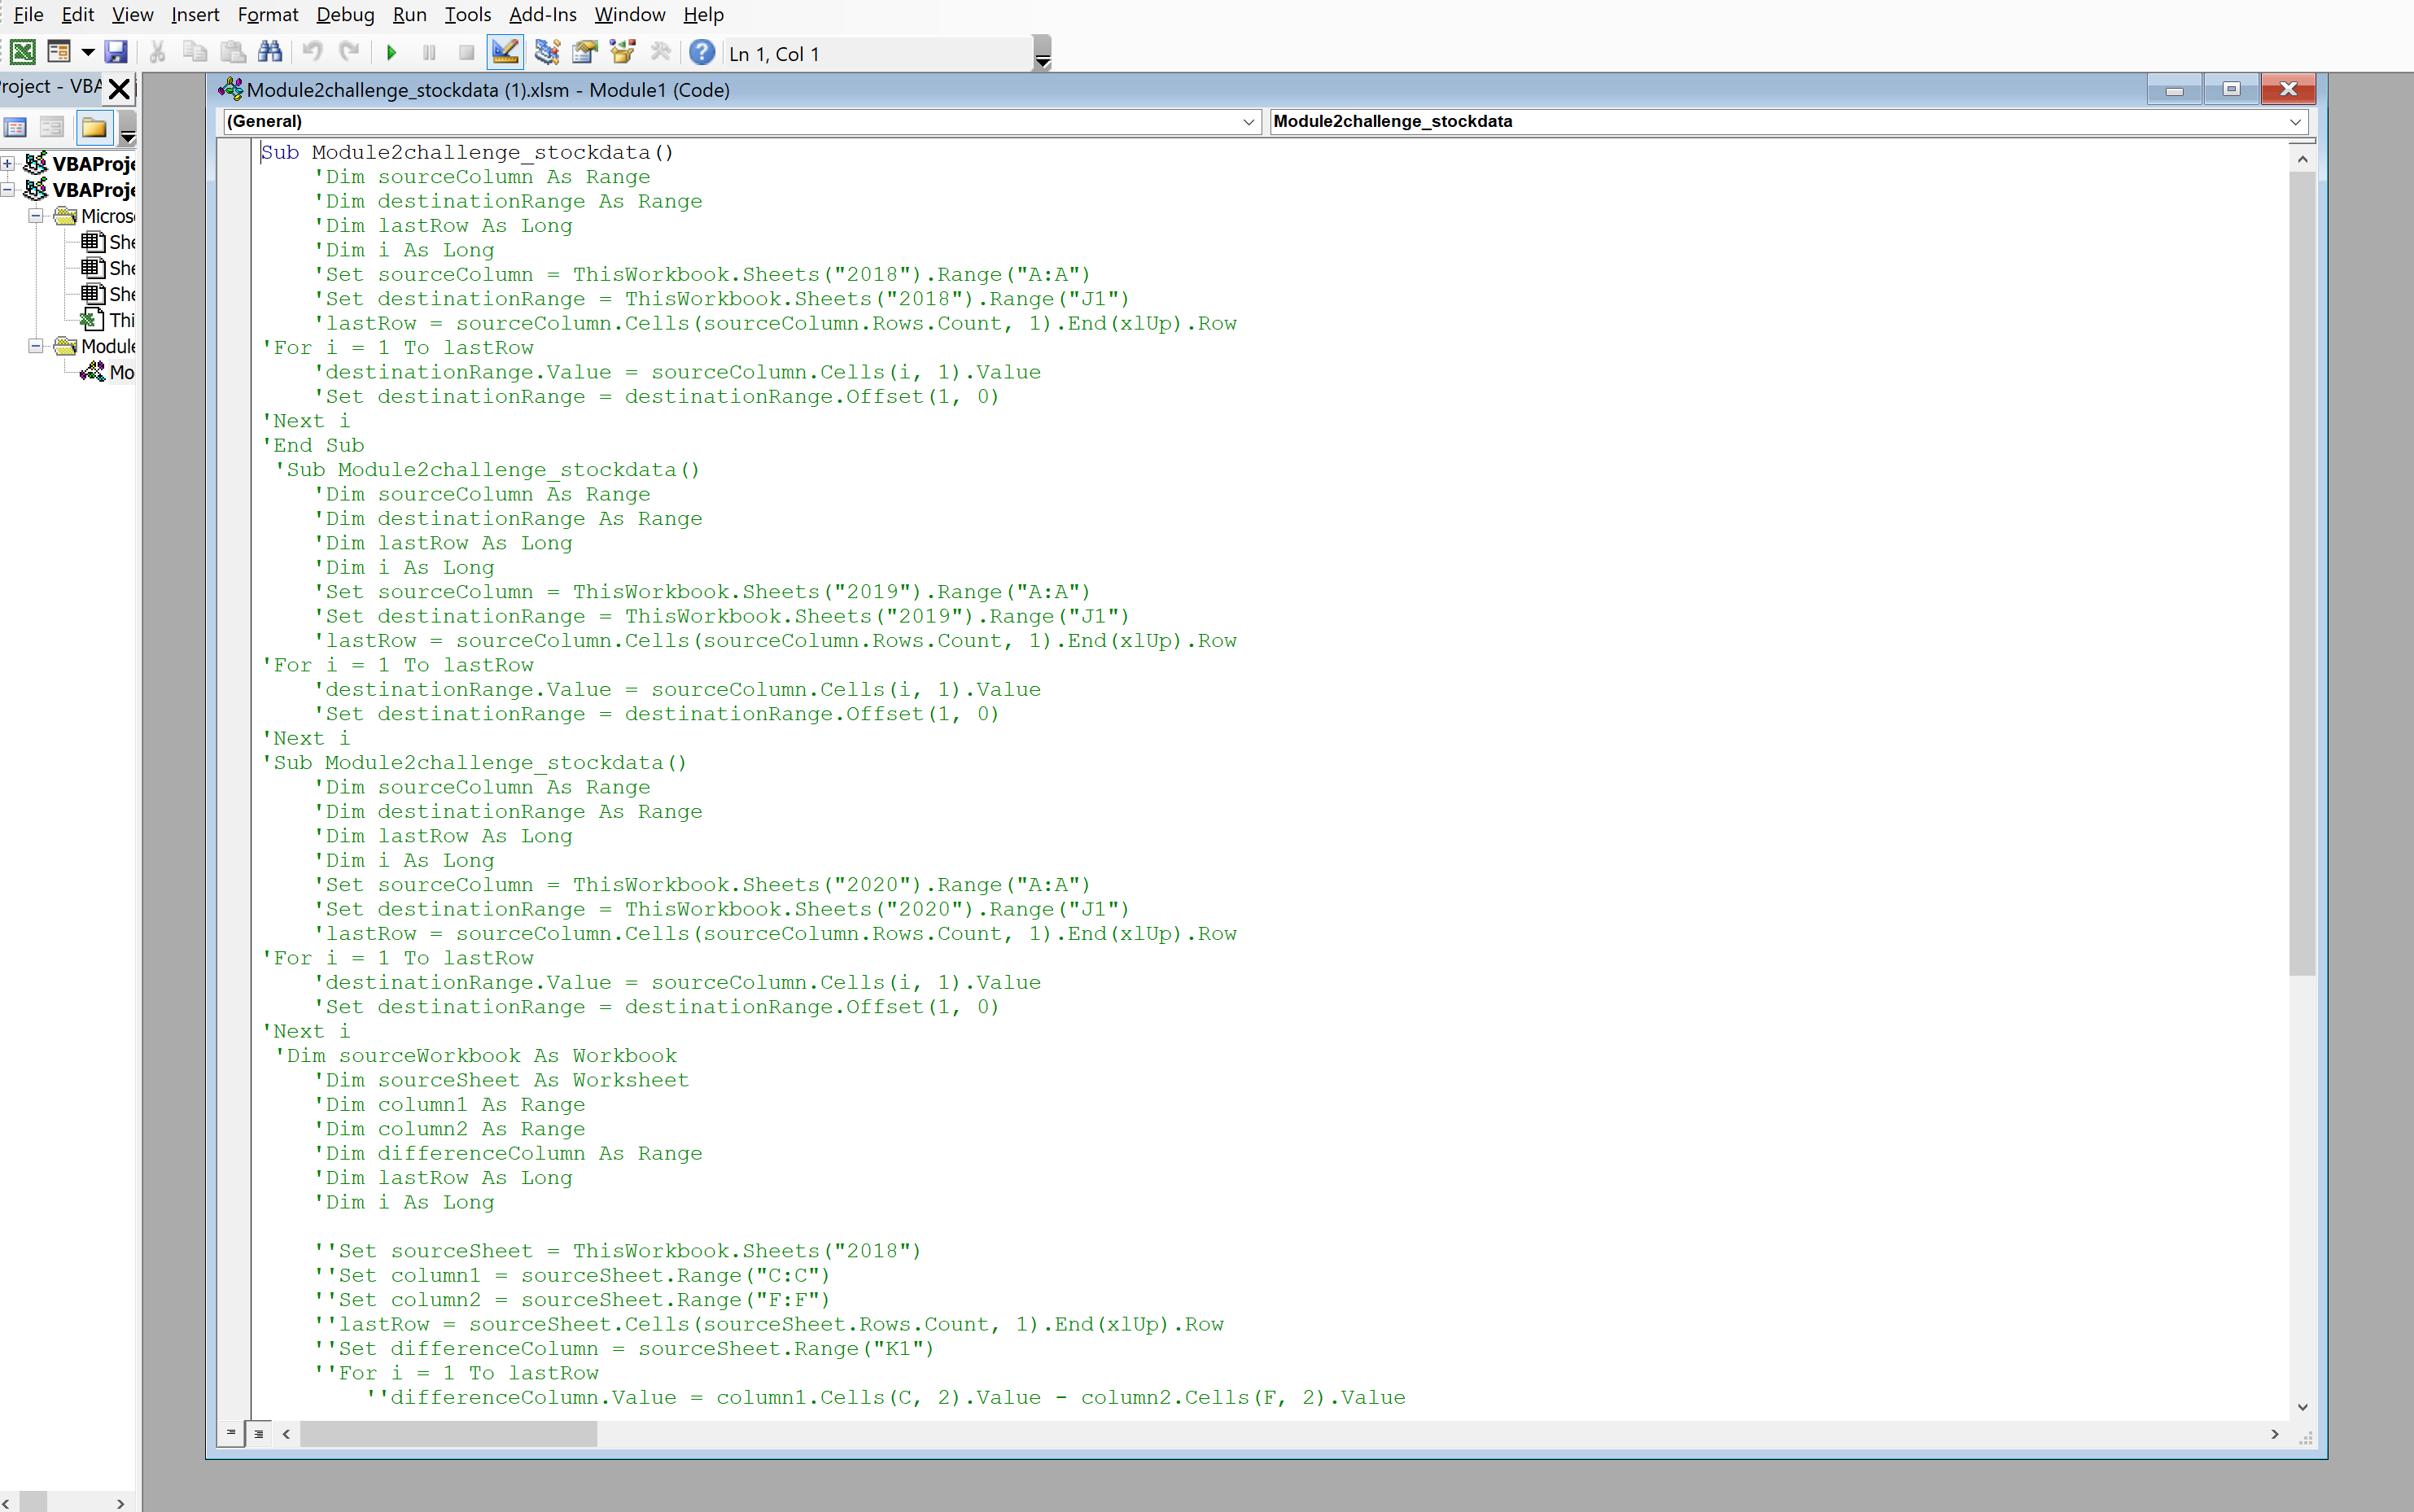 File Edit View Insert Format Debug Run Tools Add-Ins Window Help
Ln 1, Col 1
roject - VBA
Module2challenge_stockdata (1).xlsm - Module1 (Code)
(General) Module2challenge_stockdata
VBAProje
VBAProje
Micros
She
She
She
Thi
Module
Mo
Sub Module2challenge_stockdata()
'Dim sourceColumn As Range
'Dim destinationRange As Range
'Dim lastRow As Long
'Dim i As Long
'Set sourceColumn = ThisWorkbook.Sheets("2018").Range("A:A")
'Set destinationRange = ThisWorkbook.Sheets("2018").Range("J1")
'lastRow = sourceColumn.Cells(sourceColumn.Rows.Count, 1).End(xlUp).Row
'For i = 1 To lastRow
'destinationRange.Value = sourceColumn.Cells(i, 1).Value
'Set destinationRange = destinationRange.Offset(1, 0)
'Next i
'End Sub
'Sub Module2challenge_stockdata()
'Dim sourceColumn As Range
'Dim destinationRange As Range
'Dim lastRow As Long
'Dim i As Long
'Set sourceColumn = ThisWorkbook.Sheets("2019").Range("A:A")
'Set destinationRange = ThisWorkbook.Sheets("2019").Range("J1")
'lastRow = sourceColumn.Cells(sourceColumn.Rows.Count, 1).End(xlUp).Row
'For i = 1 To lastRow
'destinationRange.Value = sourceColumn.Cells(i, 1).Value
'Set destinationRange = destinationRange.Offset(1, 0)
'Next i
'Sub Module2challenge_stockdata()
'Dim sourceColumn As Range
'Dim destinationRange As Range
'Dim lastRow As Long
'Dim i As Long
'Set sourceColumn = ThisWorkbook.Sheets("2020").Range("A:A")
'Set destinationRange = ThisWorkbook.Sheets("2020").Range("J1")
'lastRow = sourceColumn.Cells(sourceColumn.Rows.Count, 1).End(xlUp).Row
'For i = 1 To lastRow
'destinationRange.Value = sourceColumn.Cells(i, 1).Value
'Set destinationRange = destinationRange.Offset(1, 0)
'Next i
'Dim sourceWorkbook As Workbook
'Dim sourceSheet As Worksheet
'Dim column1 As Range
'Dim column2 As Range
'Dim differenceColumn As Range
'Dim lastRow As Long
'Dim i As Long
''Set sourceSheet = ThisWorkbook.Sheets("2018")
''Set column1 = sourceSheet.Range("C:C")
''Set column2 = sourceSheet.Range("F:F")
''lastRow = sourceSheet.Cells(sourceSheet.Rows.Count, 1).End(xlUp).Row
''Set differenceColumn = sourceSheet.Range("K1")
''For i = 1 To lastRow
''differenceColumn.Value = column1.Cells(C, 2).Value - column2.Cells(F, 2).Value